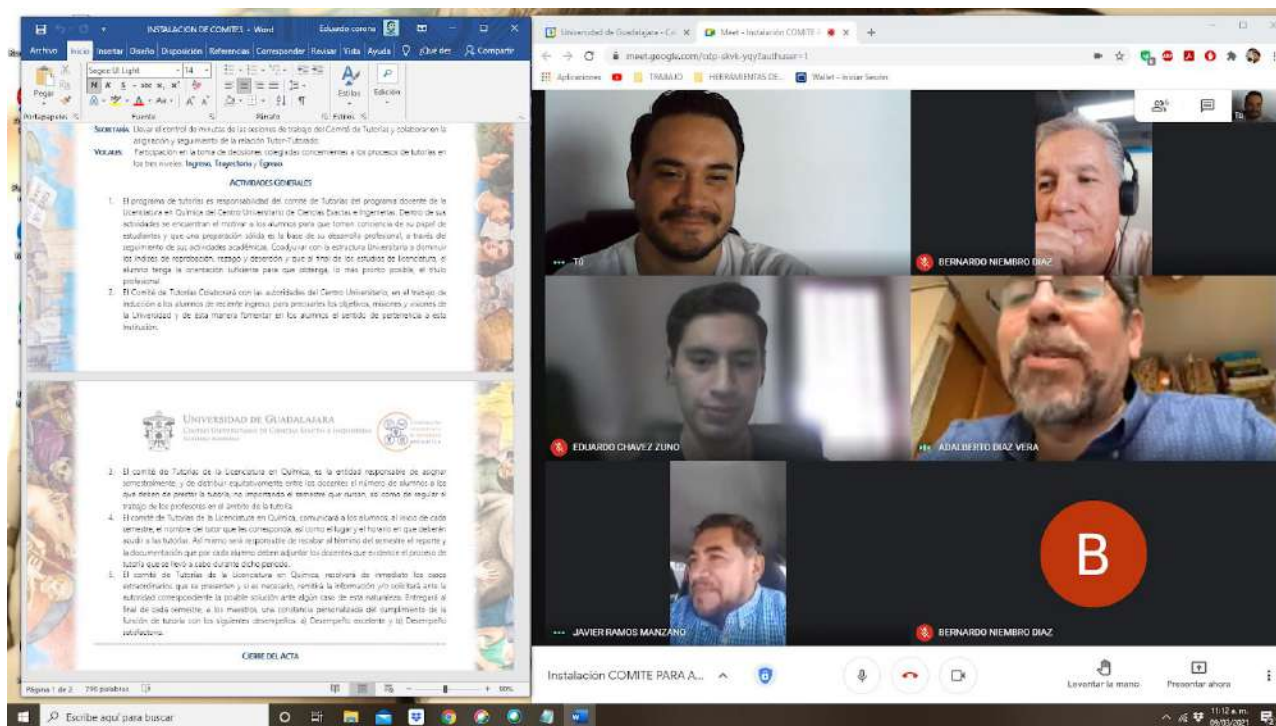 INSTALACION DE COMITES - Word
Eduardo corona
Archivo Inicio Insertar Diseño Disposición Referencias Correspondencia Revisar Vista Ayuda ¿Qué des Compartir
Segoe UI Light 14
Pegar
Estilos
Edición
Portapapeles Fuente Párrafo Estilos
SECRETARÍA: Llevar el control de minutas de las sesiones de trabajo del Comité de Tutorías y colaborar en la
asignación y seguimiento de la relación Tutor-Tutorado.
VOCALES: Participación en la toma de decisiones colegiadas concernientes a los procesos de tutorías en
los tres niveles. Ingreso, Trayectoria y Egreso
ACTIVIDADES GENERALES
1. El programa de tutorías es responsabilidad del comité de Tutorías del programa docente de la
Licenciatura en Química del Centro Universitario de Ciencias Exactas e Ingenierías. Dentro de sus
actividades se encuentran el motivar a los alumnos para que tomen conciencia de su papel de
estudiantes y que una preparación sólida es la base de su desarrollo profesional, a través del
seguimiento de sus actividades académicas. Coadyuvar con la estructura Universitaria a disminuir
los índices de reprobación, rezago y deserción y que al final de los estudios de licenciatura, el
alumno tenga la orientación suficiente para que obtenga, lo más pronto posible, el título
profesional.
2. El Comité de Tutorías Colaborará con las autoridades del Centro Universitario, en el trabajo de
inducción a los alumnos de reciente ingreso, para precisarles los objetivos, misiones y visiones de
la Universidad y de esta manera fomentar en los alumnos el sentido de pertenencia a esta
Institución.
UNIVERSIDAD DE GUADALAJARA
CENTRO UNIVERSITARIO DE CIENCIAS EXACTAS E INGENIERÍAS
3. El comité de Tutorías de la Licenciatura en Química, es la entidad responsable de asignar
semestralmente, y de distribuir equitativamente entre los docentes el número de alumnos a los
que deben de prestar la tutoría, no importando el semestre que cursan, así como de regular el
trabajo de los profesores en el ámbito de la tutoría.
4. El comité de Tutorías de la Licenciatura en Química, comunicará a los alumnos, al inicio de cada
semestre, el nombre del tutor que les corresponda, así como el lugar y el horario en que deberán
acudir a las tutorías. Así mismo será responsable de recabar al término del semestre el reporte y
la documentación que por cada alumno deben adjuntar los docentes que evidencie el proceso de
tutoría que se llevó a cabo durante dicho periodo.
5. El comité de Tutorías de la Licenciatura en Química, resolverá de inmediato los casos
extraordinarios que se presenten y si es necesario, remitirá la información y/o solicitará ante la
autoridad correspondiente la posible solución ante algún caso de esta naturaleza. Entregará al
final de cada semestre, a los maestros, una constancia personalizada del cumplimiento de la
función de tutoría con los siguientes desempeños. a) Desempeño excelente y b) Desempeño
satisfactorio.
CIERRE DEL ACTA
Página 1 de 2 790 palabras
Universidad de Guadalajara - Co
Meet - Instalación COMITE
Aplicaciones TRABAJO HERRAMIENTAS DE... Wallet - Iniciar Sesión
Tú
Tú
BERNARDO NIEMBRO DIAZ
EDUARDO CHAVEZ ZUNO
ADALBERTO DIAZ VERA
JAVIER RAMOS MANZANO
B
BERNARDO NIEMBRO DIAZ
Instalación COMITE PARA A...
Levantar la mano
Presentar ahora
Escribe aquí para buscar
11:12 a. m.
06/03/2021